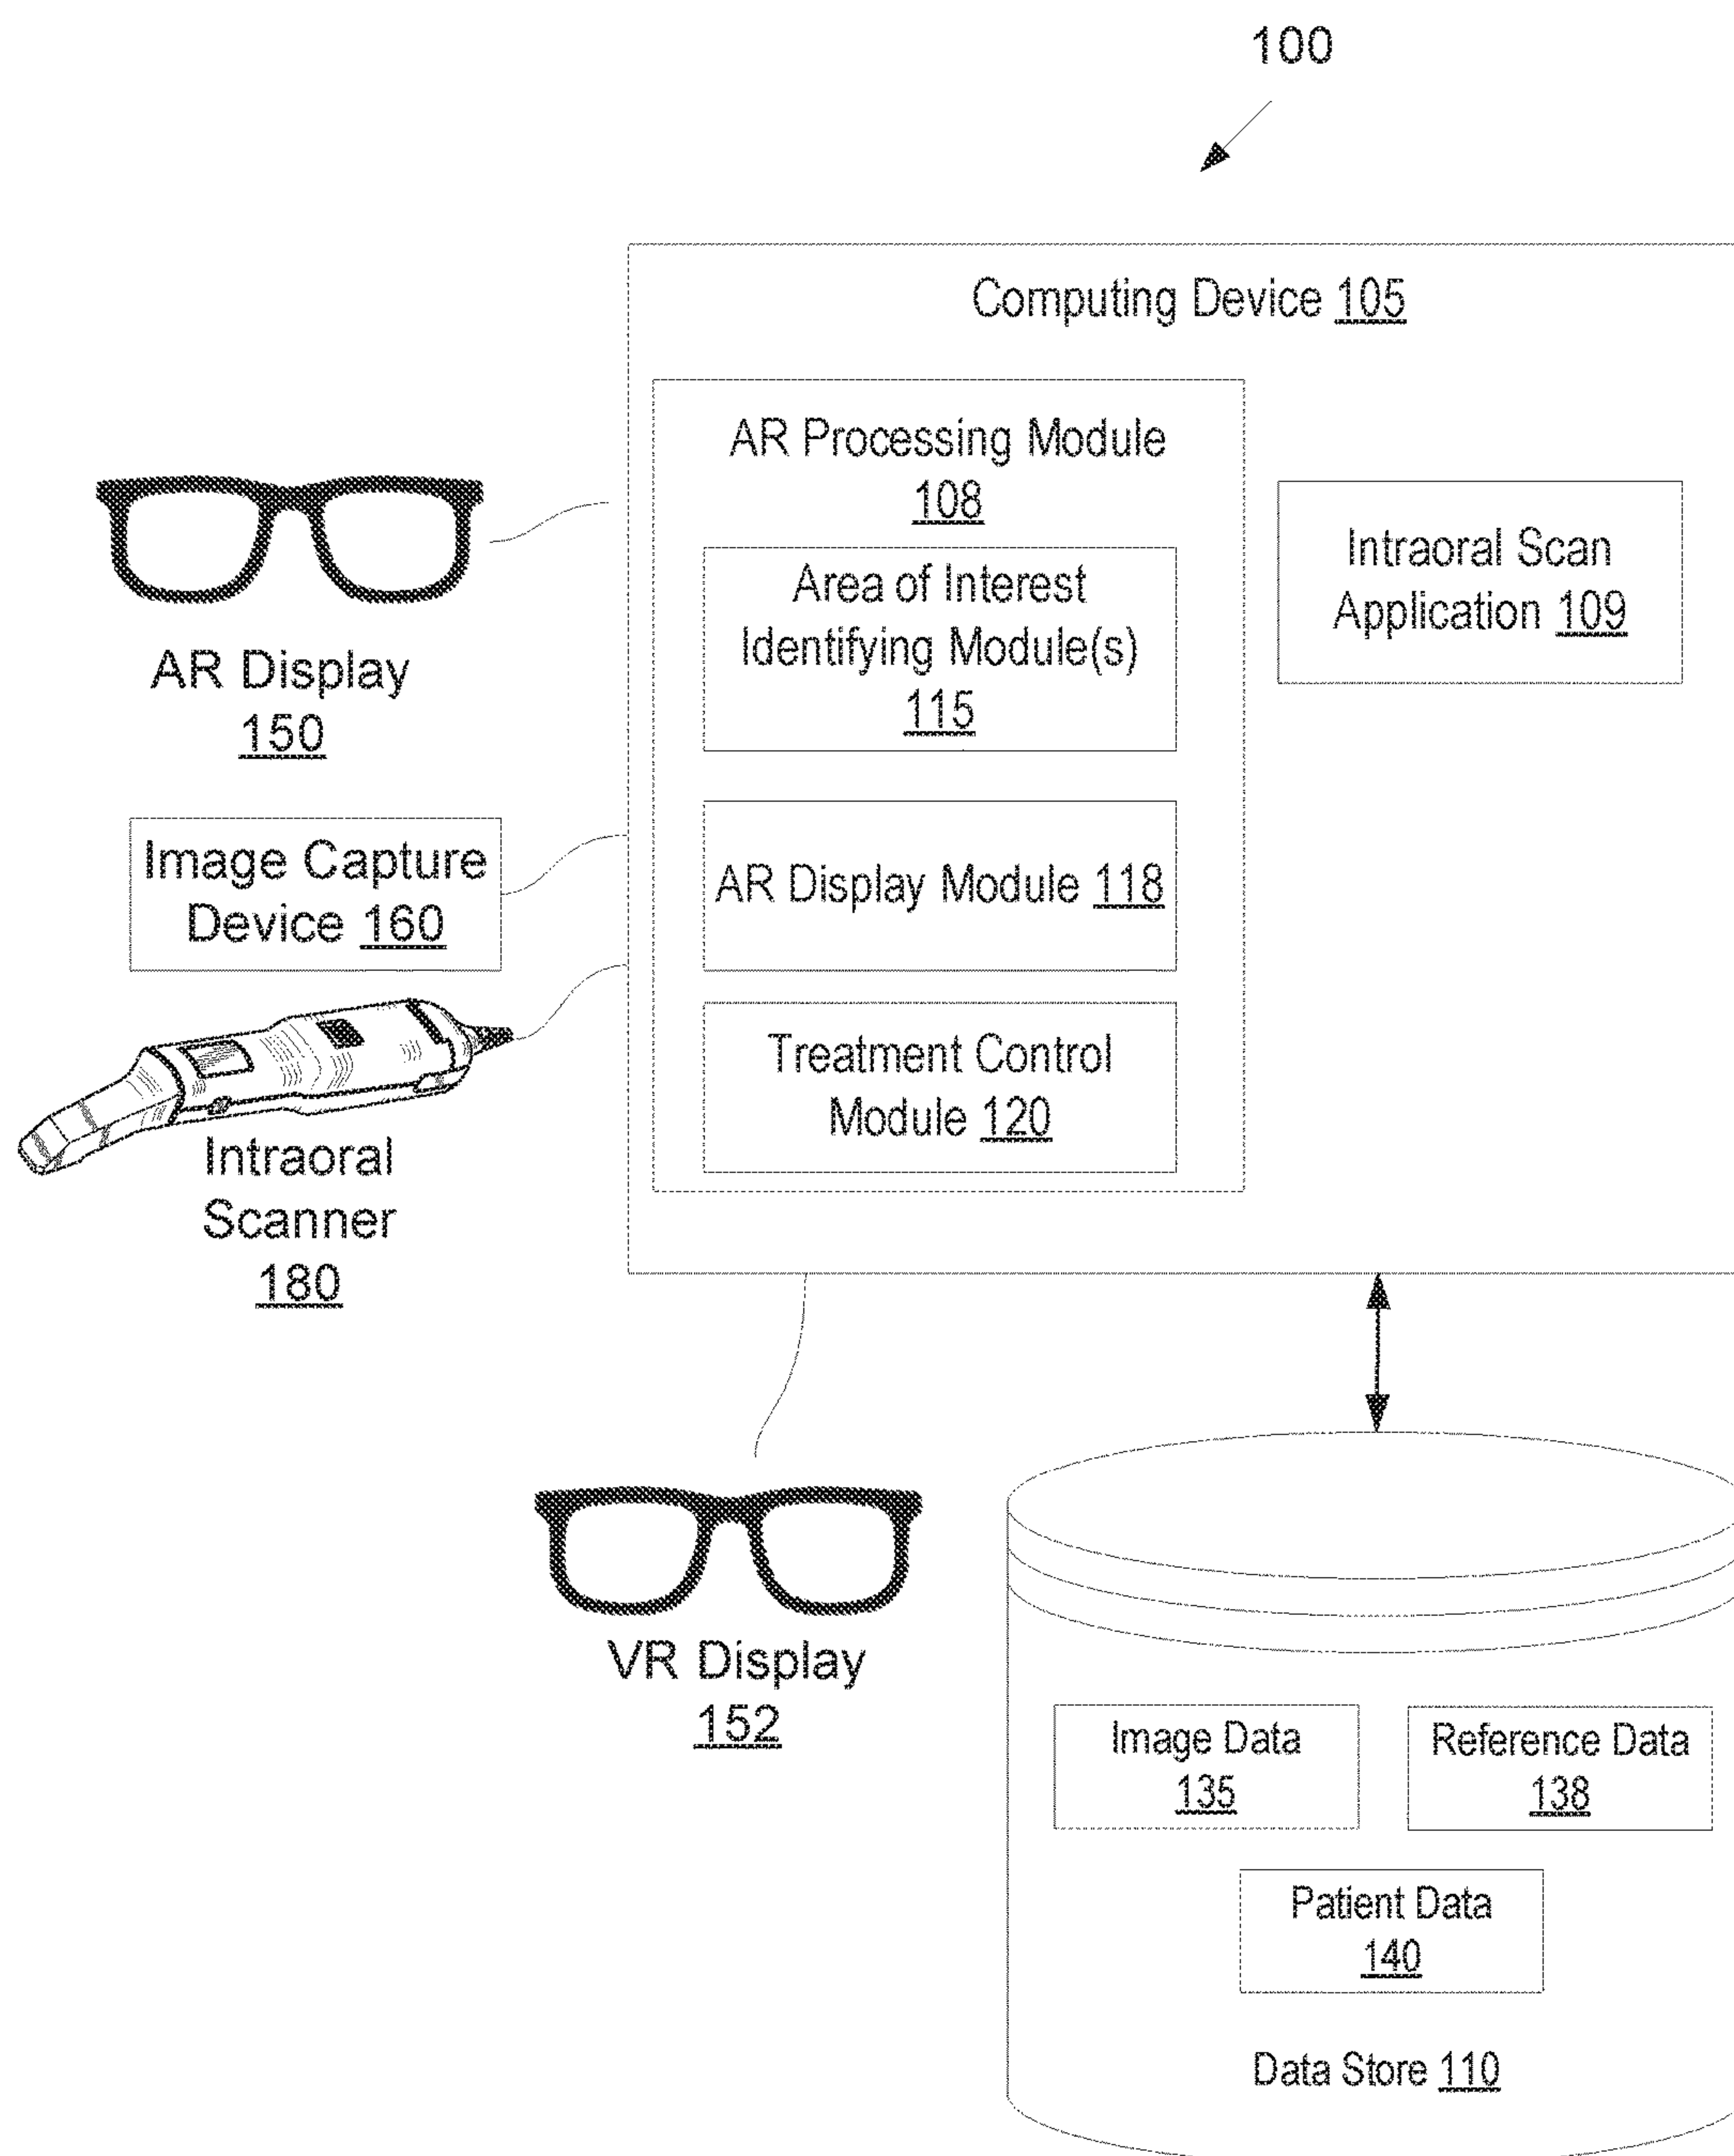 100
Computing Device 105
AR Processing Module
108
Area of Interest
Identifying Module(s)
115
AR Display Module 118
Treatment Control
Module 120
Intraoral Scan
Application 109
AR Display
150
Image Capture
Device 160
Intraoral
Scanner
180
VR Display
152
Image Data
135
Reference Data
138
Patient Data
140
Data Store 110